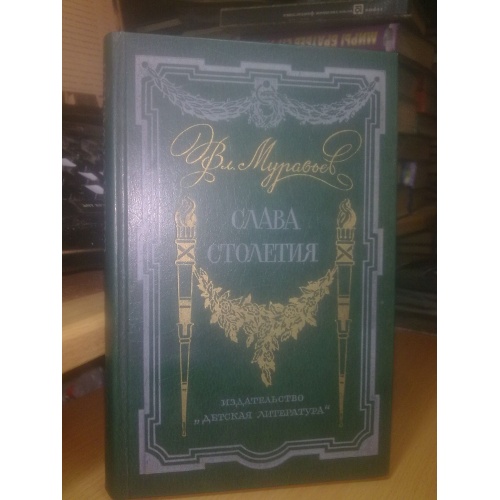 Вл. Муравьев
СЛАВА
СТОЛЕТИЯ
ИЗДАТЕЛЬСТВО
„ДЕТСКАЯ ЛИТЕРАТУРА"